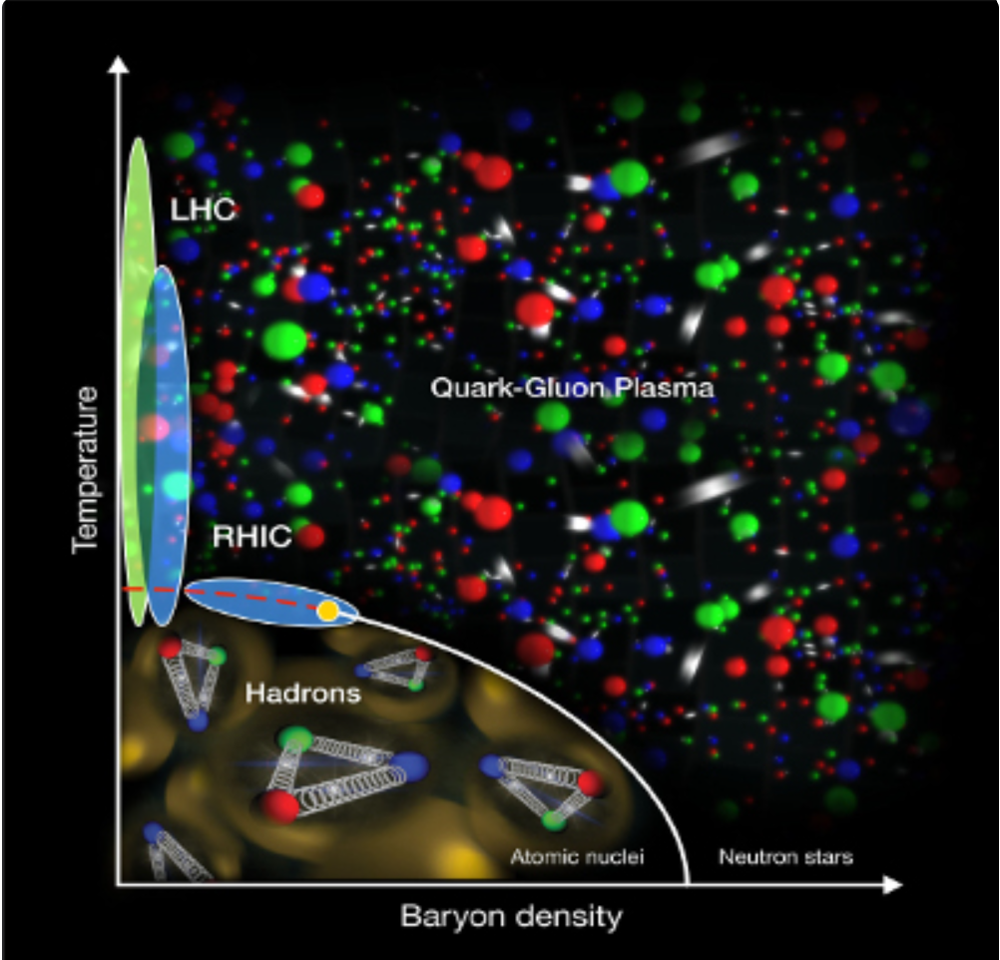 LHC
Quark-Gluon Plasma
Temperature
RHIC
Hadrons
Atomic nuclei
Neutron stars
Baryon density